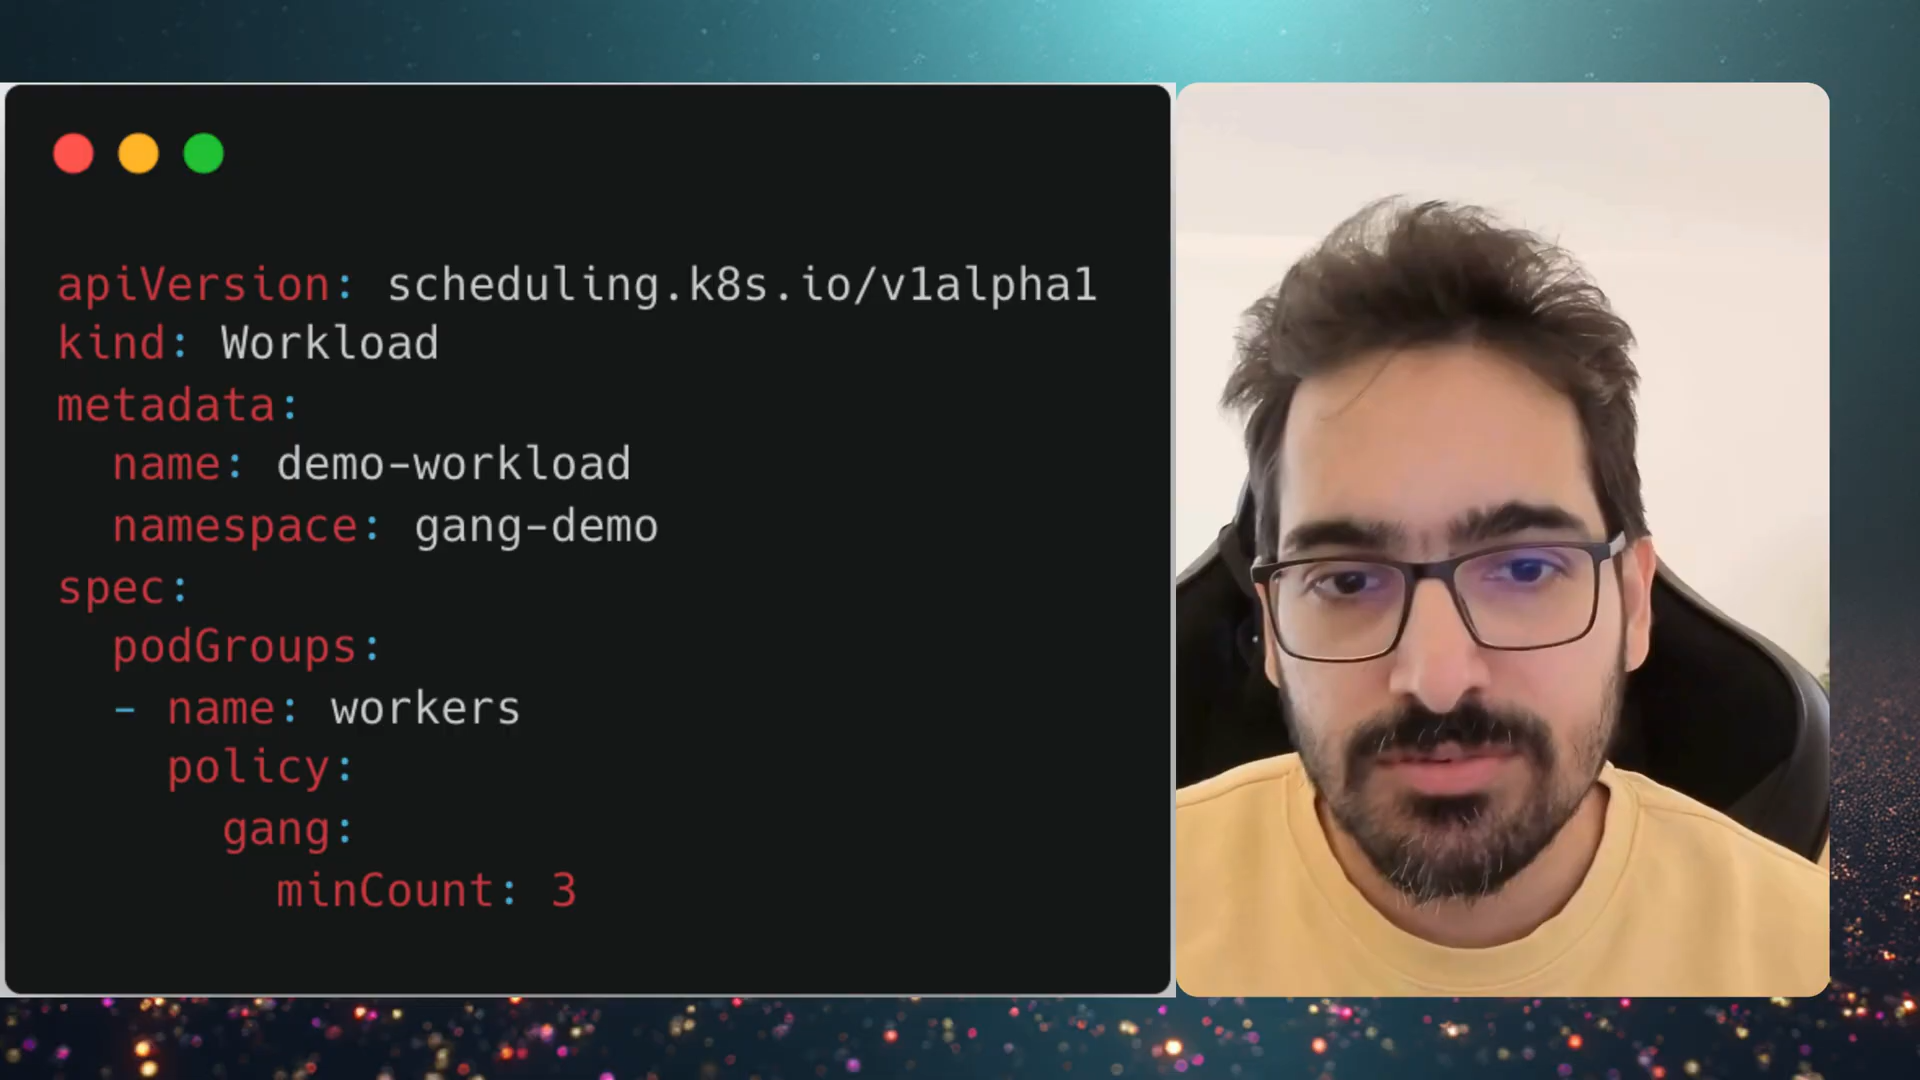 apiVersion: scheduling.k8s.io/v1alpha1
kind: Workload
metadata:
  name: demo-workload
  namespace: gang-demo
spec:
  podGroups:
  - name: workers
    policy:
      gang:
        minCount: 3